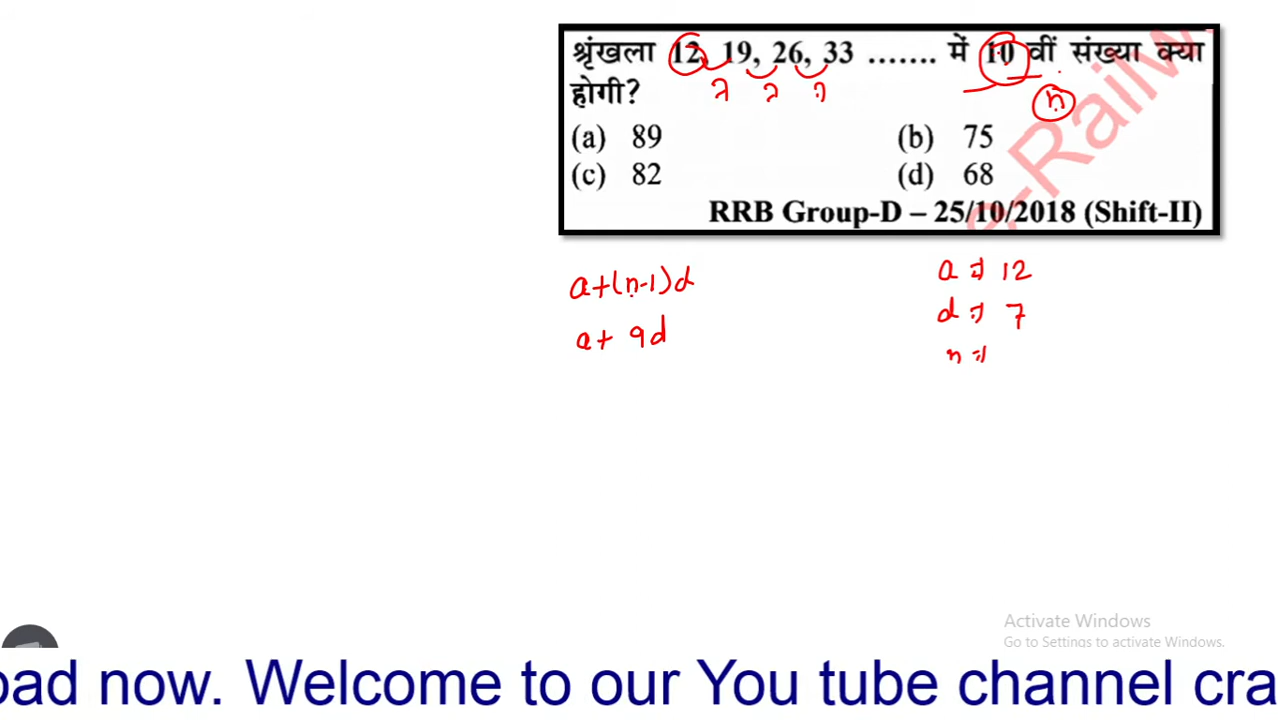 श्रृंखला 12, 19, 26, 33 ....... में 10 वीं संख्या क्या
होगी?
7 7 7 n
(a) 89 (b) 75
(c) 82 (d) 68
RRB Group-D – 25/10/2018 (Shift-II)
e-Railw
a+(n-1)d
a+ 9d
a = 12
d = 7
n =
Activate Windows
Go to Settings to activate Windows.
oad now. Welcome to our You tube channel cra